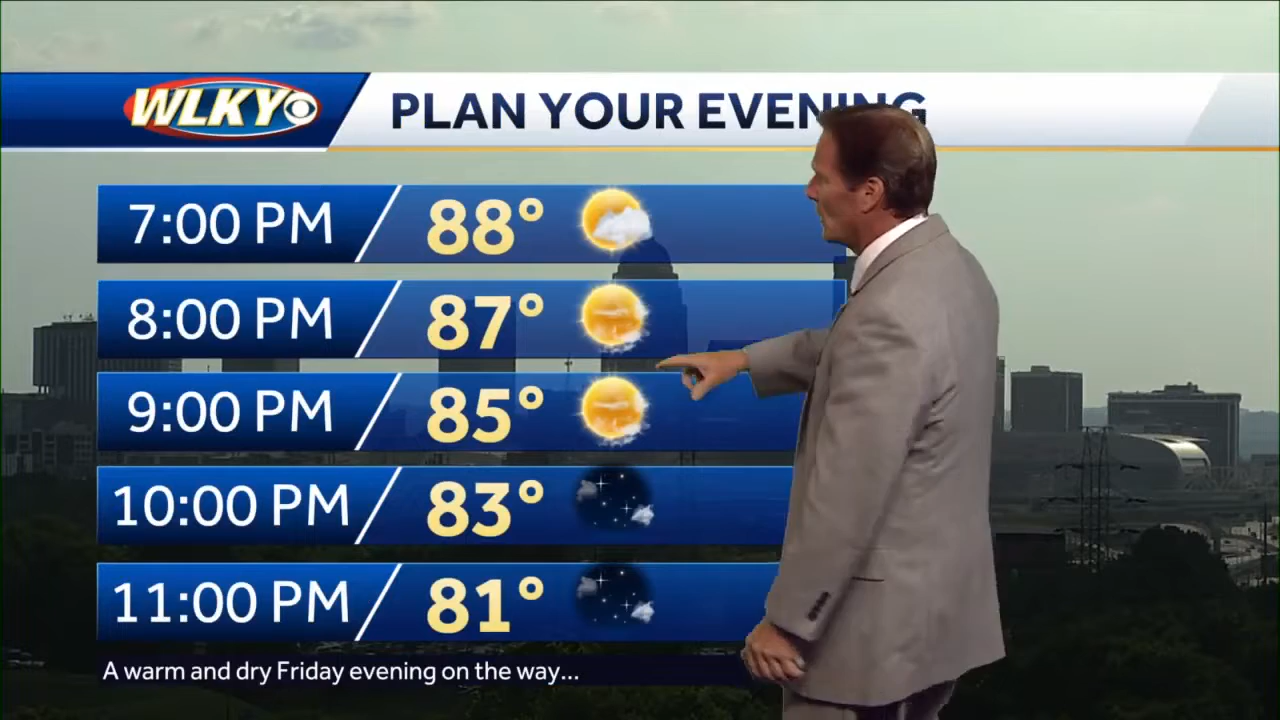 WLKY
PLAN YOUR EVENING
7:00 PM 88°
8:00 PM 87°
9:00 PM 85°
10:00 PM 83°
11:00 PM 81°
A warm and dry Friday evening on the way...